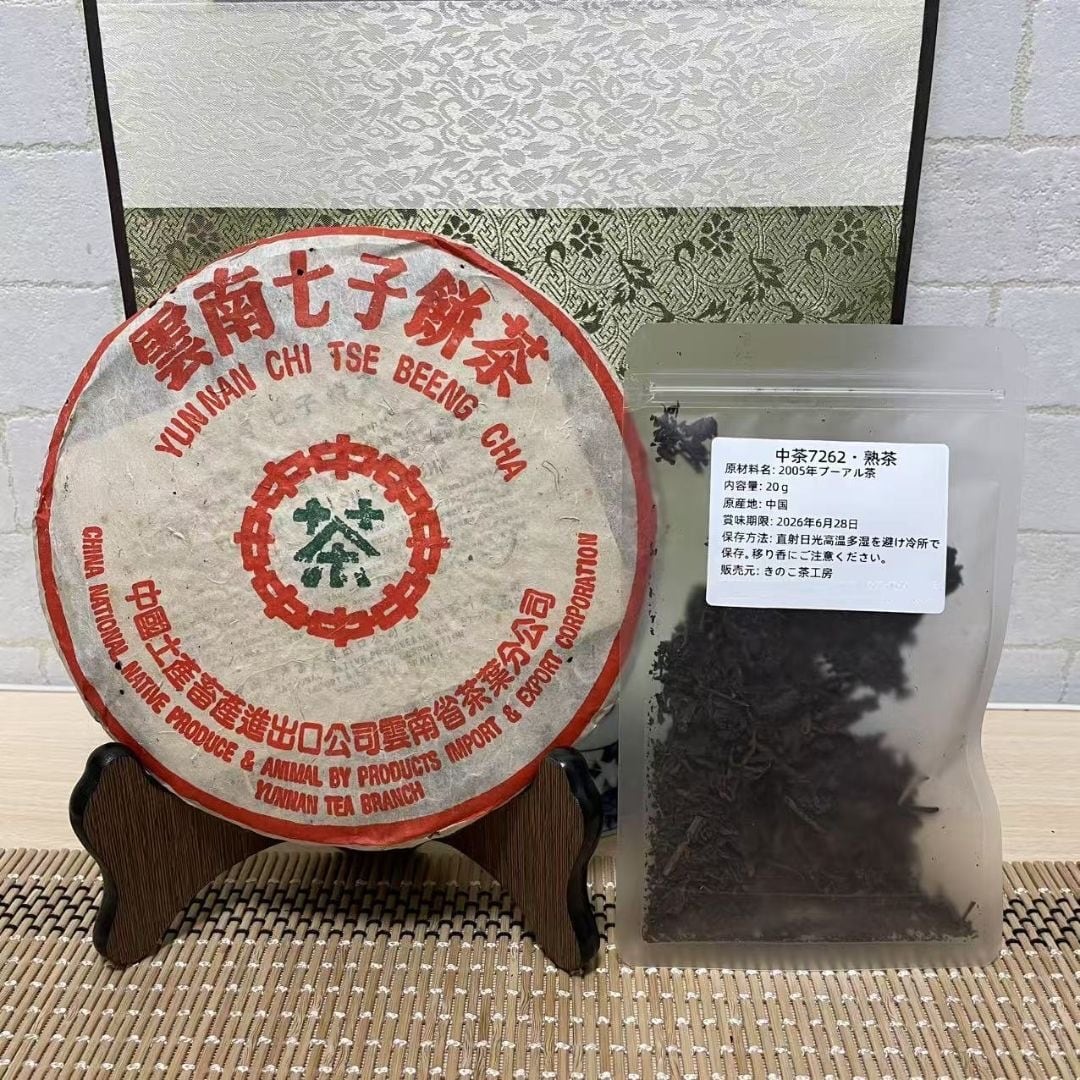 雲南七子餅茶
YUNNAN CHI TSE BEENG CHA
茶
中國土產畜產進出口公司雲南省茶葉分公司
CHINA NATIONAL NATIVE PRODUCE & ANIMAL BY PRODUCTS IMPORT & EXPORT CORPORATION
YUNNAN TEA BRANCH
中茶7262・熟茶
原材料名: 2005年プーアル茶
内容量: 20g
原産地: 中国
賞味期限: 2026年6月28日
保存方法: 直射日光高温多湿を避け冷所で
保存。移り香にご注意ください。
販売元: きのこ茶工房